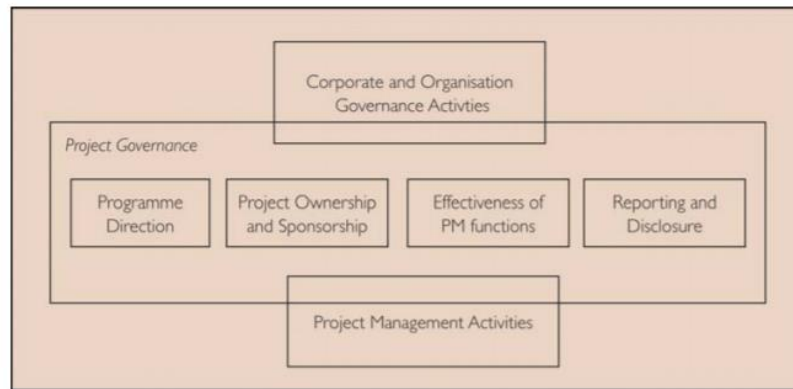 Corporate and Organisation
Governance Activties
Project Governance
Programme
Direction
Project Ownership
and Sponsorship
Effectiveness of
PM functions
Reporting and
Disclosure
Project Management Activities